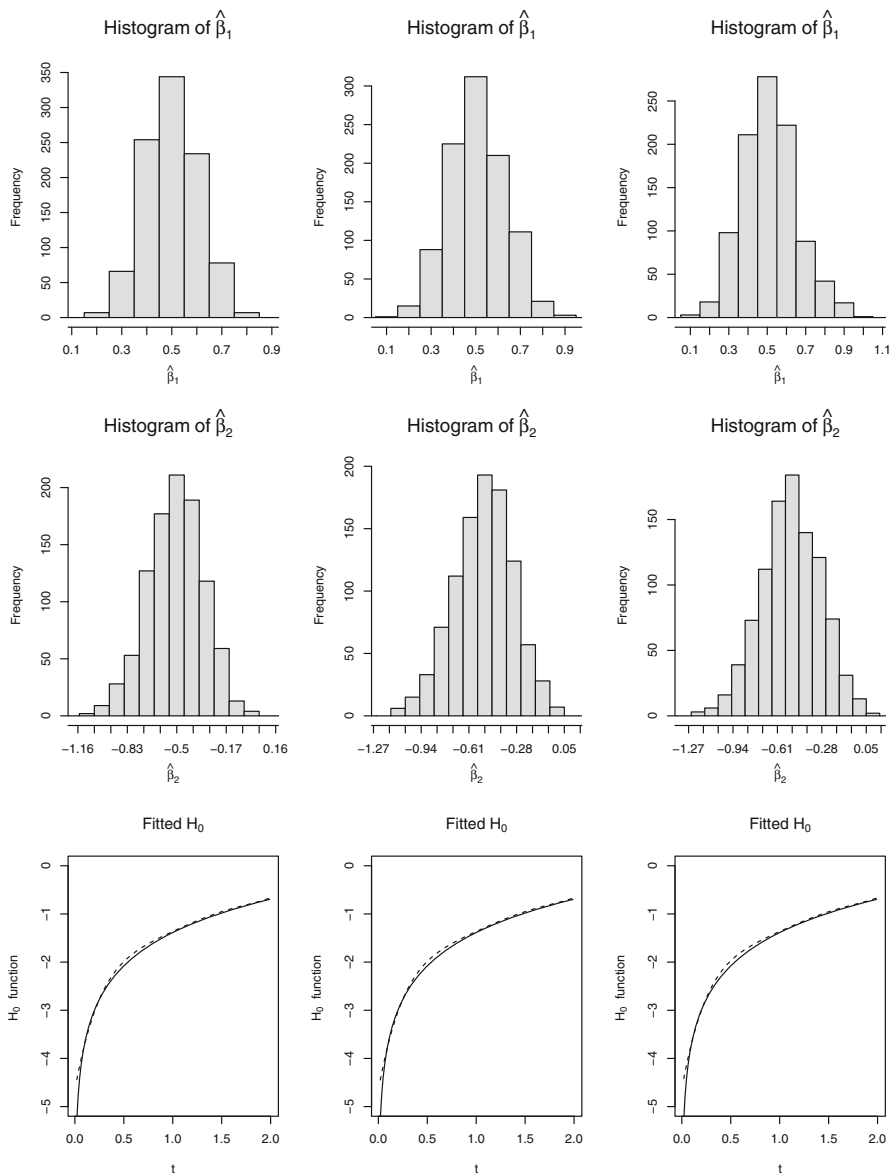 Histogram of β̂₁
Histogram of β̂₁
Histogram of β̂₁
Frequency
0 50 100 150 200 250 300 350
0.1 0.3 0.5 0.7 0.9
β̂₁
Frequency
0 50 100 150 200 250 300
0.1 0.3 0.5 0.7 0.9
β̂₁
Frequency
0 50 100 150 200 250
0.1 0.3 0.5 0.7 0.9 1.1
β̂₁
Histogram of β̂₂
Histogram of β̂₂
Histogram of β̂₂
Frequency
0 50 100 150 200
−1.16 −0.83 −0.5 −0.17 0.16
β̂₂
Frequency
0 50 100 150 200
−1.27 −0.94 −0.61 −0.28 0.05
β̂₂
Frequency
0 50 100 150
−1.27 −0.94 −0.61 −0.28 0.05
β̂₂
Fitted H₀
Fitted H₀
Fitted H₀
H₀ function
−5 −4 −3 −2 −1 0
0.0 0.5 1.0 1.5 2.0
t
H₀ function
−5 −4 −3 −2 −1 0
0.0 0.5 1.0 1.5 2.0
t
H₀ function
−5 −4 −3 −2 −1 0
0.0 0.5 1.0 1.5 2.0
t